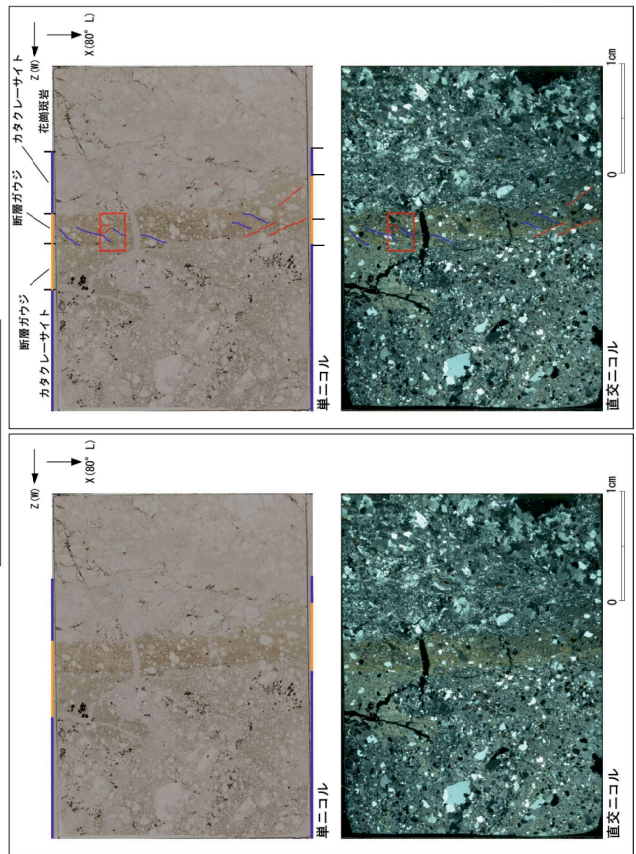 Z(W)
X(80° L)
カタクレーサイト
断層ガウジ
断層ガウジ
カタクレーサイト
花崗斑岩
単ニコル
直交ニコル
1cm
0
Z(W)
X(80° L)
単ニコル
直交ニコル
1cm
0